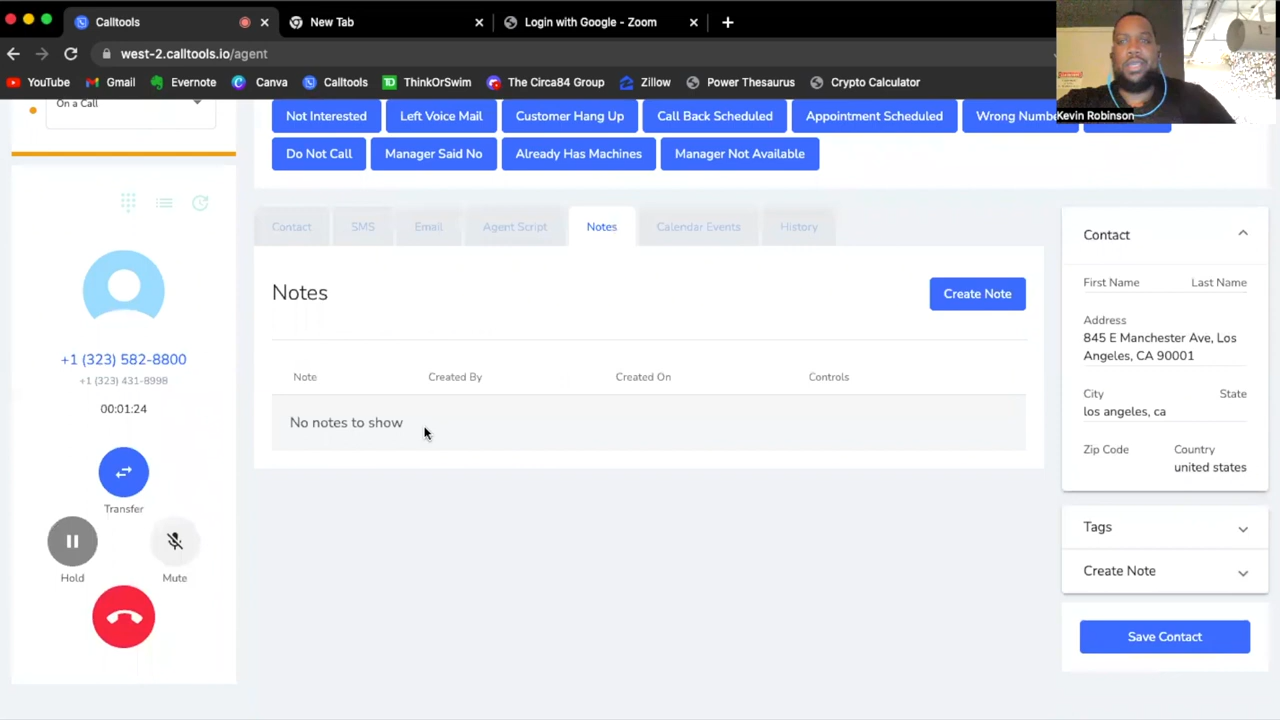 Calltools
New Tab
Login with Google - Zoom
west-2.calltools.io/agent
YouTube
Gmail
Evernote
Canva
Calltools
ThinkOrSwim
The Circa84 Group
Zillow
Power Thesaurus
Crypto Calculator
Kevin Robinson
On a Call
Not Interested
Left Voice Mail
Customer Hang Up
Call Back Scheduled
Appointment Scheduled
Wrong Numbe
Do Not Call
Manager Said No
Already Has Machines
Manager Not Available
Contact
SMS
Email
Agent Script
Notes
Calendar Events
History
Notes
Create Note
Note
Created By
Created On
Controls
No notes to show
+1 (323) 582-8800
+1 (323) 431-8998
00:01:24
Transfer
Hold
Mute
Contact
First Name
Last Name
Address
845 E Manchester Ave, Los
Angeles, CA 90001
City
State
los angeles, ca
Zip Code
Country
united states
Tags
Create Note
Save Contact